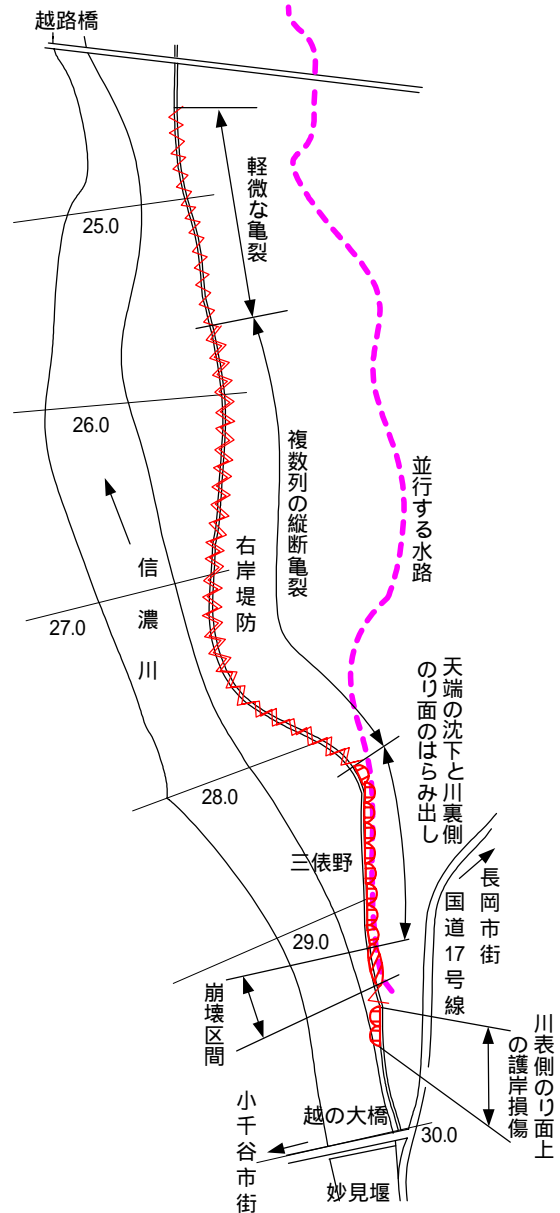 越路橋
軽微な亀裂
25.0
26.0
複数列の縦断亀裂
並行する水路
右岸堤防
信濃川
27.0
天端の沈下と川裏側
のり面のはらみ出し
28.0
三俵野
長岡市街
国道17号線
29.0
崩壊区間
川表側のり面上
の護岸損傷
越の大橋
30.0
小千谷市街
妙見堰